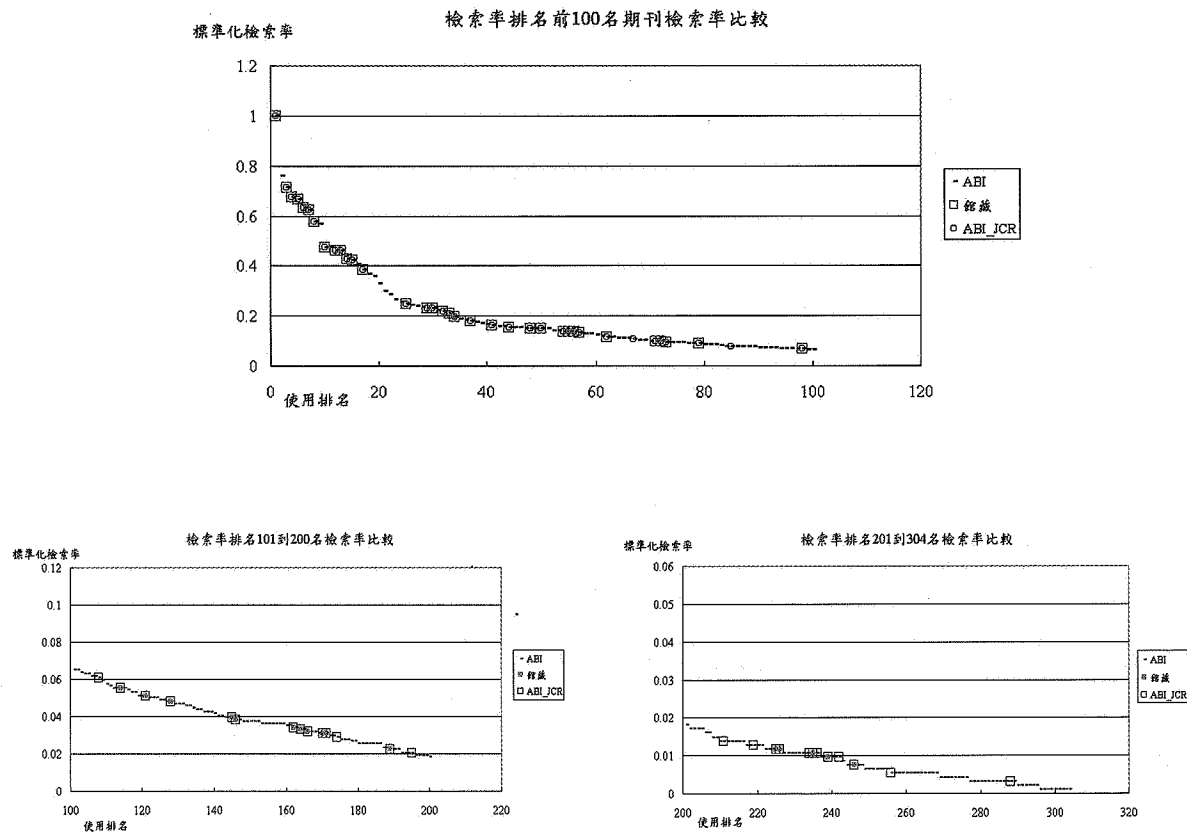 檢索率排名前100名期刊檢索率比較
標準化檢索率
1.2
1
0.8
0.6
0.4
0.2
0
0 20 40 60 80 100 120
使用排名
ABI
館藏
ABI_JCR
檢索率排名101到200名檢索率比較
標準化檢索率
0.12
0.1
0.08
0.06
0.04
0.02
0
100 120 140 160 180 200 220
使用排名
ABI
館藏
ABI_JCR
檢索率排名201到304名檢索率比較
標準化檢索率
0.06
0.05
0.04
0.03
0.02
0.01
0
200 220 240 260 280 300 320
使用排名
ABI
館藏
ABI_JCR